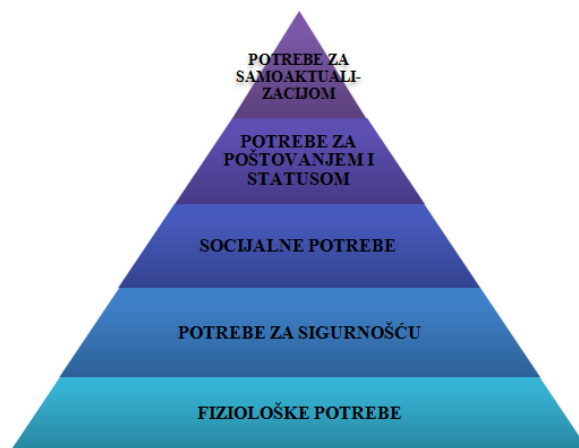 POTREBE ZA
SAMOAKTUALI-
ZACIJOM
POTREBE ZA
POŠTOVANJEM I
STATUSOM
SOCIJALNE POTREBE
POTREBE ZA SIGURNOŠĆU
FIZIOLOŠKE POTREBE